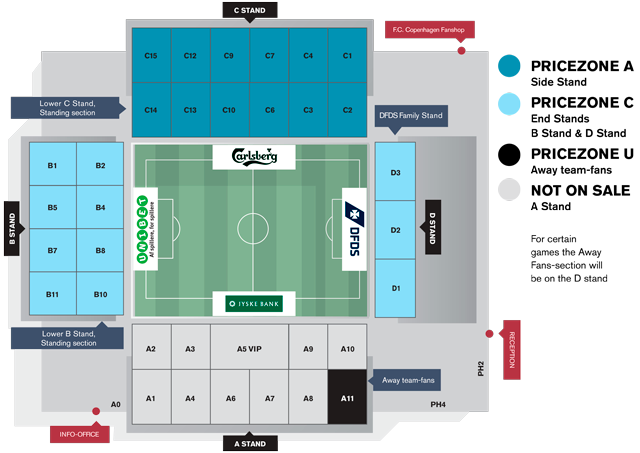 C STAND
F.C. Copenhagen Fanshop
C15 C12 C9 C7 C4 C1
C14 C13 C10 C6 C3 C2
Lower C Stand,
Standing section
DFDS Family Stand
PRICEZONE A
Side Stand
PRICEZONE C
End Stands
B Stand & D Stand
PRICEZONE U
Away team-fans
NOT ON SALE
A Stand
For certain
games the Away
Fans-section will
be on the D stand
B STAND
B1 B2
B5 B4
B7 B8
B11 B10
Carlsberg
UNIBET
Af spillere, for spillere
DFDS
JYSKE BANK
D3
D2
D1
D STAND
Lower B Stand,
Standing section
A2 A3 A5 VIP A9 A10
A1 A4 A6 A7 A8 A11
Away team-fans
RECEPTION
PH2
PH4
A0
INFO-OFFICE
A STAND